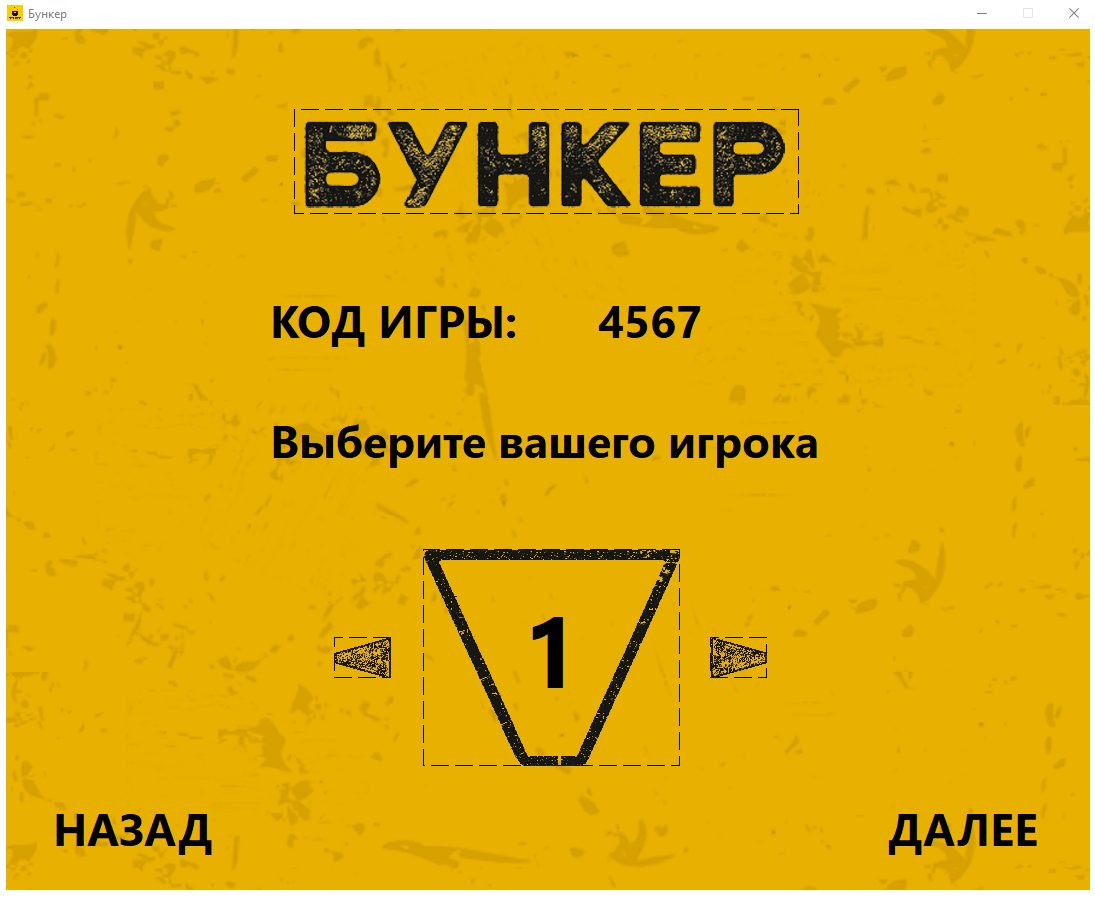 Бункер
БУНКЕР
КОД ИГРЫ: 4567
Выберите вашего игрока
1
НАЗАД ДАЛЕЕ